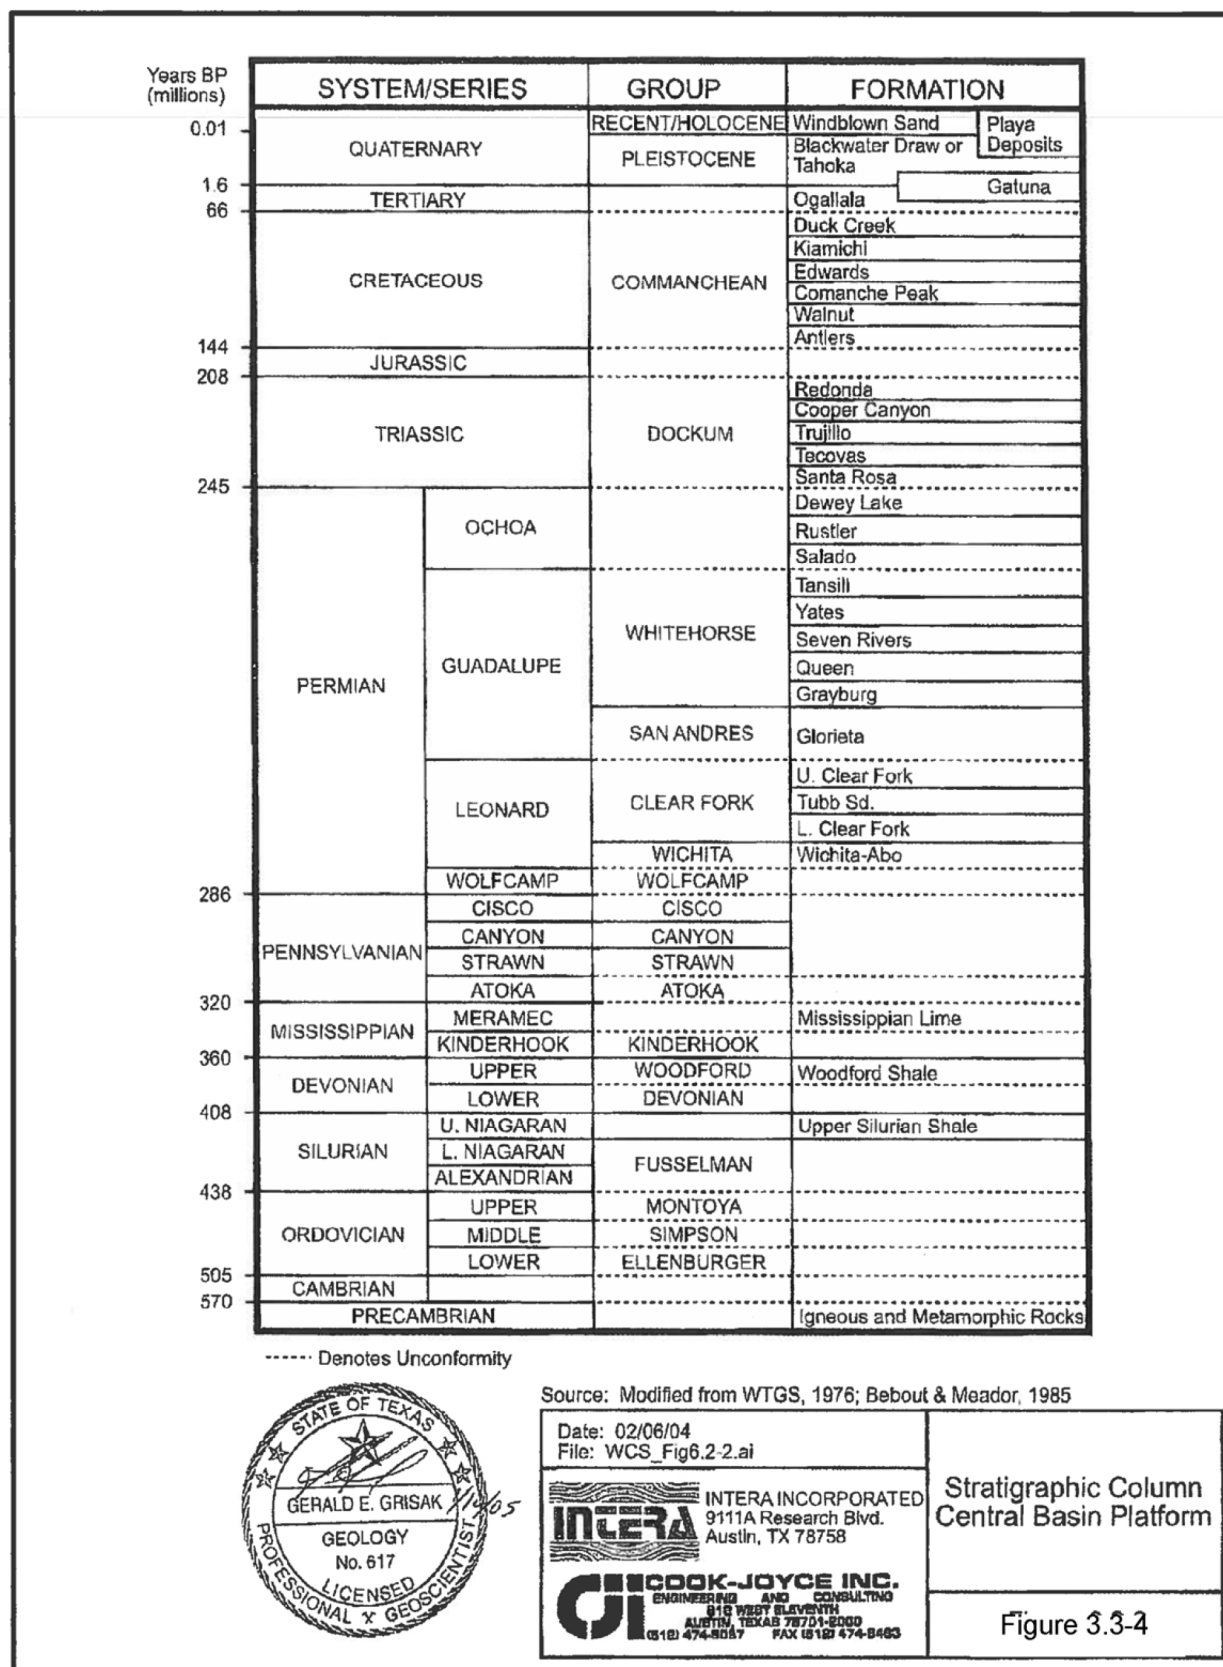 Years BP
(millions)
SYSTEM/SERIES GROUP FORMATION
0.01
RECENT/HOLOCENE Windblown Sand Playa
Deposits
QUATERNARY
PLEISTOCENE Blackwater Draw or
Tahoka
1.6
Gatuna
TERTIARY Ogallala
66
Duck Creek
Kiamichi
CRETACEOUS COMMANCHEAN Edwards
Comanche Peak
Walnut
Antlers
144
JURASSIC
208
Redonda
Cooper Canyon
TRIASSIC DOCKUM Trujillo
Tecovas
Santa Rosa
245
Dewey Lake
OCHOA Rustler
Salado
Tansill
Yates
WHITEHORSE Seven Rivers
GUADALUPE Queen
PERMIAN Grayburg
SAN ANDRES Glorieta
U. Clear Fork
LEONARD CLEAR FORK Tubb Sd.
L. Clear Fork
WICHITA Wichita-Abo
WOLFCAMP WOLFCAMP
286
CISCO CISCO
CANYON CANYON
PENNSYLVANIAN
STRAWN STRAWN
ATOKA ATOKA
320
MERAMEC Mississippian Lime
MISSISSIPPIAN
KINDERHOOK KINDERHOOK
360
UPPER WOODFORD Woodford Shale
DEVONIAN
LOWER DEVONIAN
408
U. NIAGARAN Upper Silurian Shale
SILURIAN L. NIAGARAN
FUSSELMAN
ALEXANDRIAN
438
UPPER MONTOYA
ORDOVICIAN MIDDLE SIMPSON
LOWER ELLENBURGER
505
CAMBRIAN
570
PRECAMBRIAN Igneous and Metamorphic Rocks
------ Denotes Unconformity
Source: Modified from WTGS, 1976; Bebout & Meador, 1985
STATE OF TEXAS
GERALD E. GRISAK
GEOLOGY
No. 617
LICENSED
PROFESSIONAL GEOSCIENTIST
Date: 02/06/04
File: WCS_Fig6.2-2.ai
INTERA
INTERA INCORPORATED
9111A Research Blvd.
Austin, TX 78758
COOK-JOYCE INC.
ENGINEERING AND CONSULTING
812 WEST ELEVENTH
AUSTIN, TEXAS 78701-2000
FAX
Stratigraphic Column
Central Basin Platform
Figure 3.3-